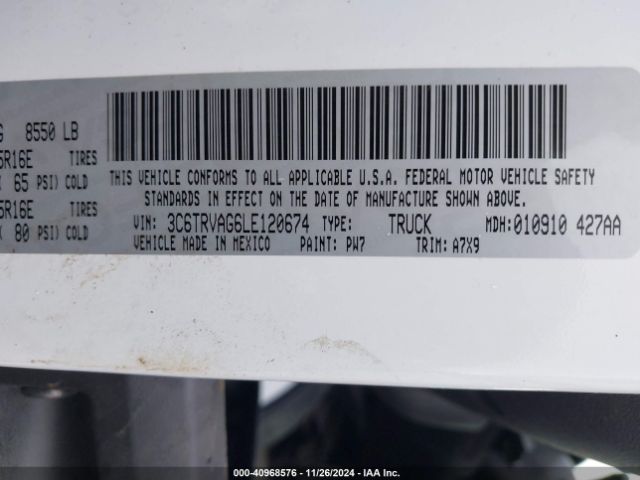 8550 LB
5R16E TIRES
65 PSI) COLD
5R16E TIRES
80 PSI) COLD
THIS VEHICLE CONFORMS TO ALL APPLICABLE U.S.A. FEDERAL MOTOR VEHICLE SAFETY
STANDARDS IN EFFECT ON THE DATE OF MANUFACTURE SHOWN ABOVE.
VIN: 3C6TRVAG6LE120674 TYPE: TRUCK MDH: 010910 427AA
VEHICLE MADE IN MEXICO PAINT: PW7 TRIM: A7X9
000-40968576 | 11/26/2024 | IAA Inc.